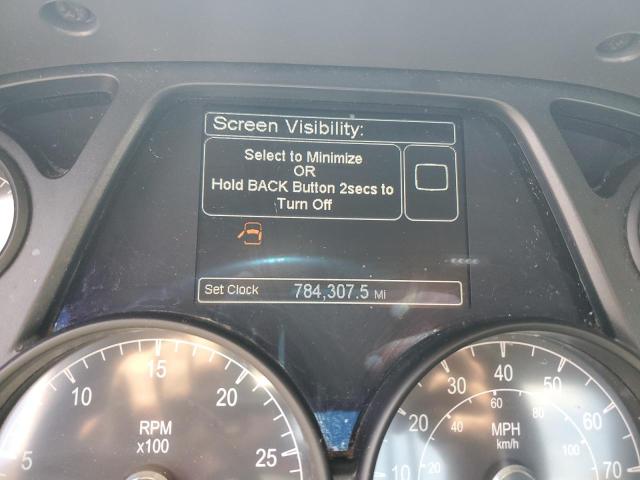 Screen Visibility:
Select to Minimize
OR
Hold BACK Button 2secs to
Turn Off
Set Clock 784,307.5 Mi
5 10 15 20 25
RPM
x100
10 30 40 50 60 70
20 40 60 80 100
MPH
km/h